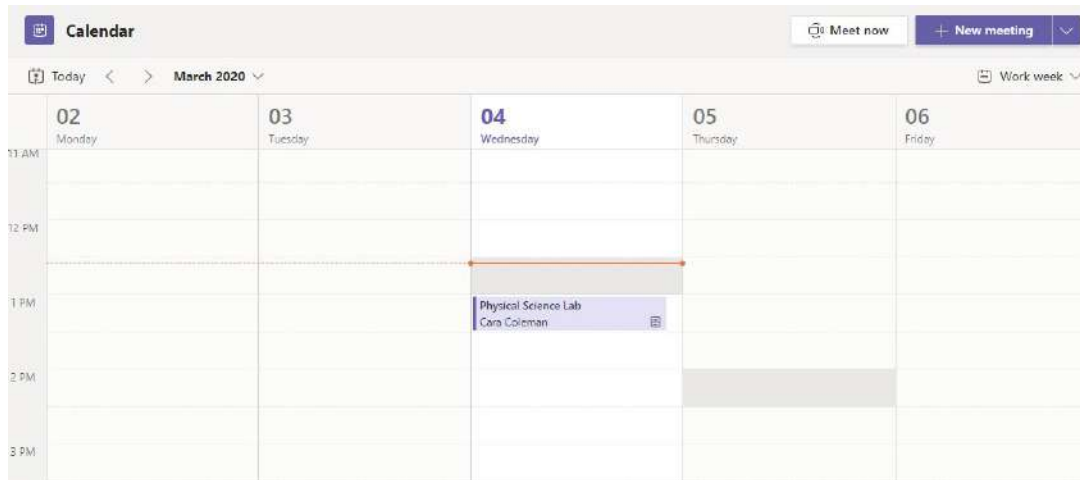 Calendar
Meet now
+ New meeting
Today < > March 2020
Work week
02 03 04 05 06
Monday Tuesday Wednesday Thursday Friday
11 AM
12 PM
1 PM
Physical Science Lab
Cara Coleman
2 PM
3 PM